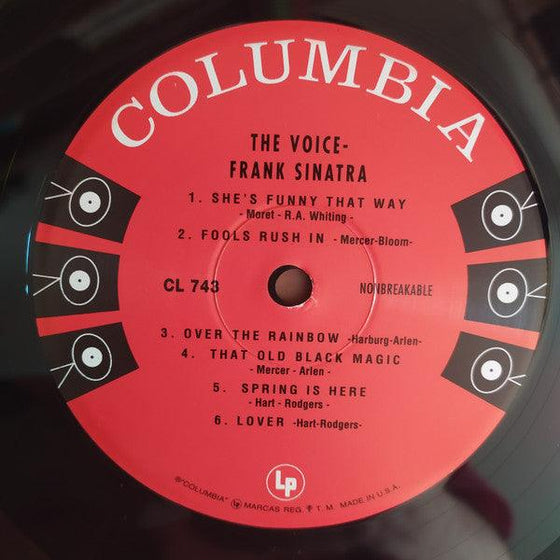 COLUMBIA
THE VOICE-
FRANK SINATRA
1. SHE'S FUNNY THAT WAY
- Moret - R.A. Whiting -
2. FOOLS RUSH IN - Mercer-Bloom-
CL 743 NONBREAKABLE
3. OVER THE RAINBOW -Harburg-Arlen-
4. THAT OLD BLACK MAGIC
- Mercer - Arlen -
5. SPRING IS HERE
- Hart - Rodgers -
6. LOVER -Hart-Rodgers-
Lp
®"COLUMBIA" Lp MARCAS REG. T. M. MADE IN U.S.A.